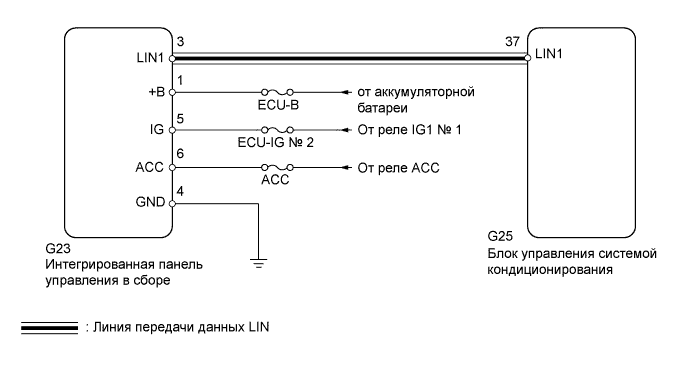 3
37
LIN1
LIN1
1
+B
ECU-B
от аккумуляторной
батареи
5
IG
ECU-IG № 2
От реле IG1 № 1
6
ACC
ACC
От реле ACC
4
GND
G23
Интегрированная панель
управления в сборе
G25
Блок управления системой
кондиционирования
: Линия передачи данных LIN